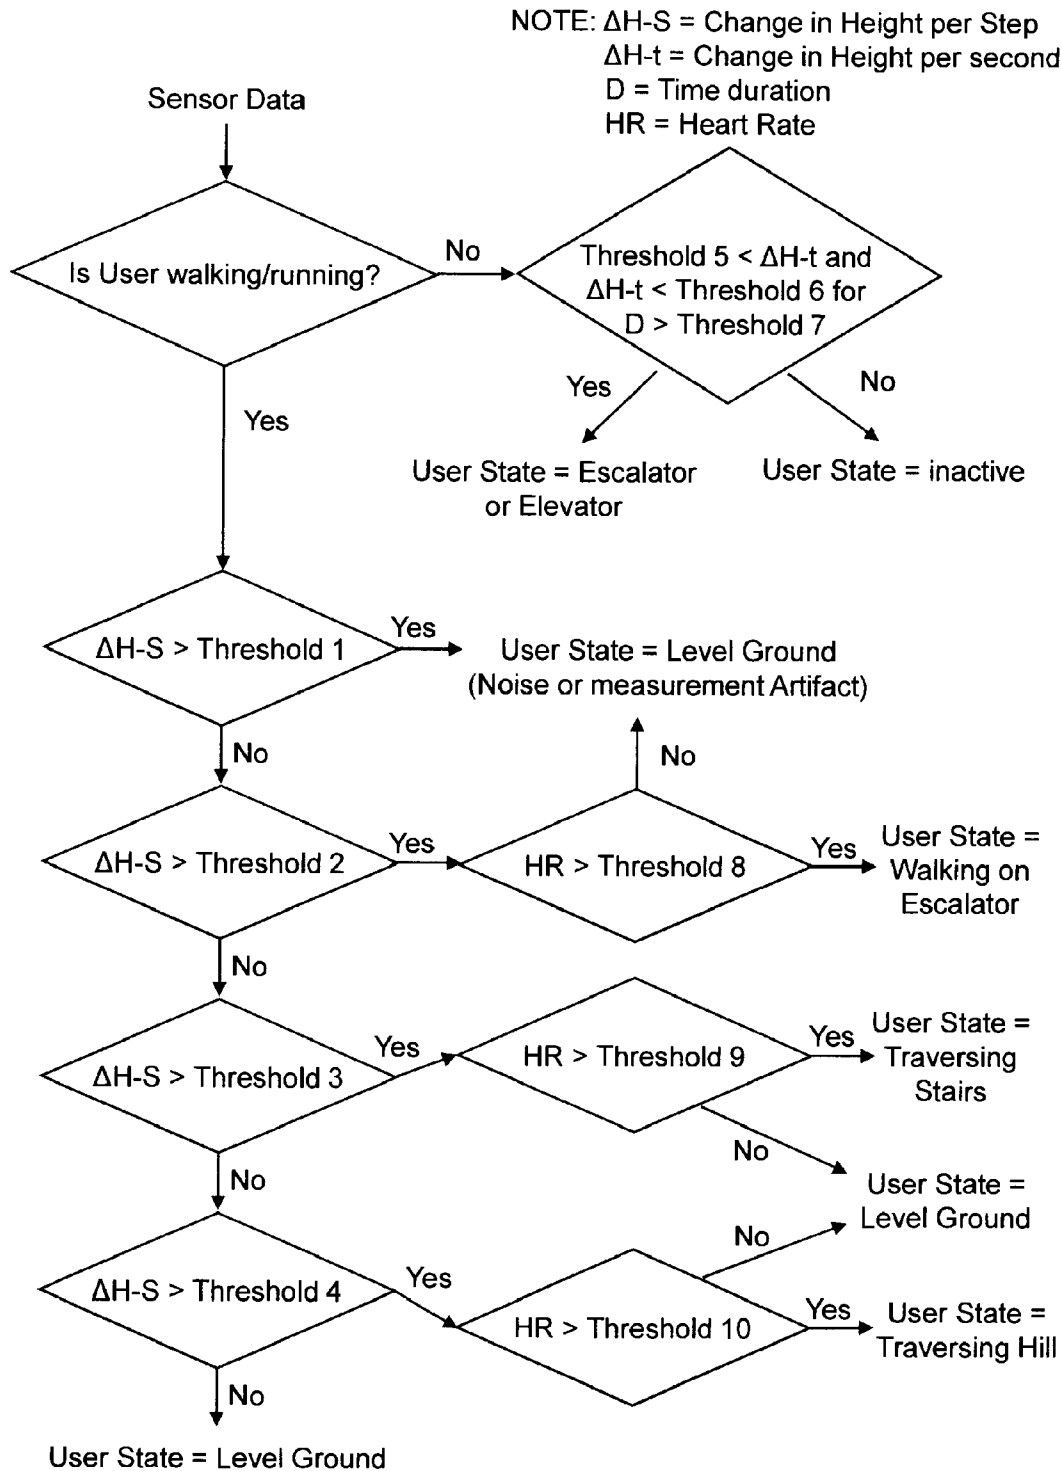 NOTE: ΔH-S = Change in Height per Step
ΔH-t = Change in Height per second
D = Time duration
HR = Heart Rate
Sensor Data
Is User walking/running?
No
Threshold 5 < ΔH-t and
ΔH-t < Threshold 6 for
D > Threshold 7
Yes
No
Yes
User State = Escalator
or Elevator
User State = inactive
ΔH-S > Threshold 1
Yes
User State = Level Ground
(Noise or measurement Artifact)
No
No
ΔH-S > Threshold 2
Yes
HR > Threshold 8
Yes
User State =
Walking on
Escalator
No
ΔH-S > Threshold 3
Yes
HR > Threshold 9
Yes
User State =
Traversing
Stairs
No
No
User State =
Level Ground
No
ΔH-S > Threshold 4
Yes
HR > Threshold 10
Yes
User State =
Traversing Hill
No
User State = Level Ground